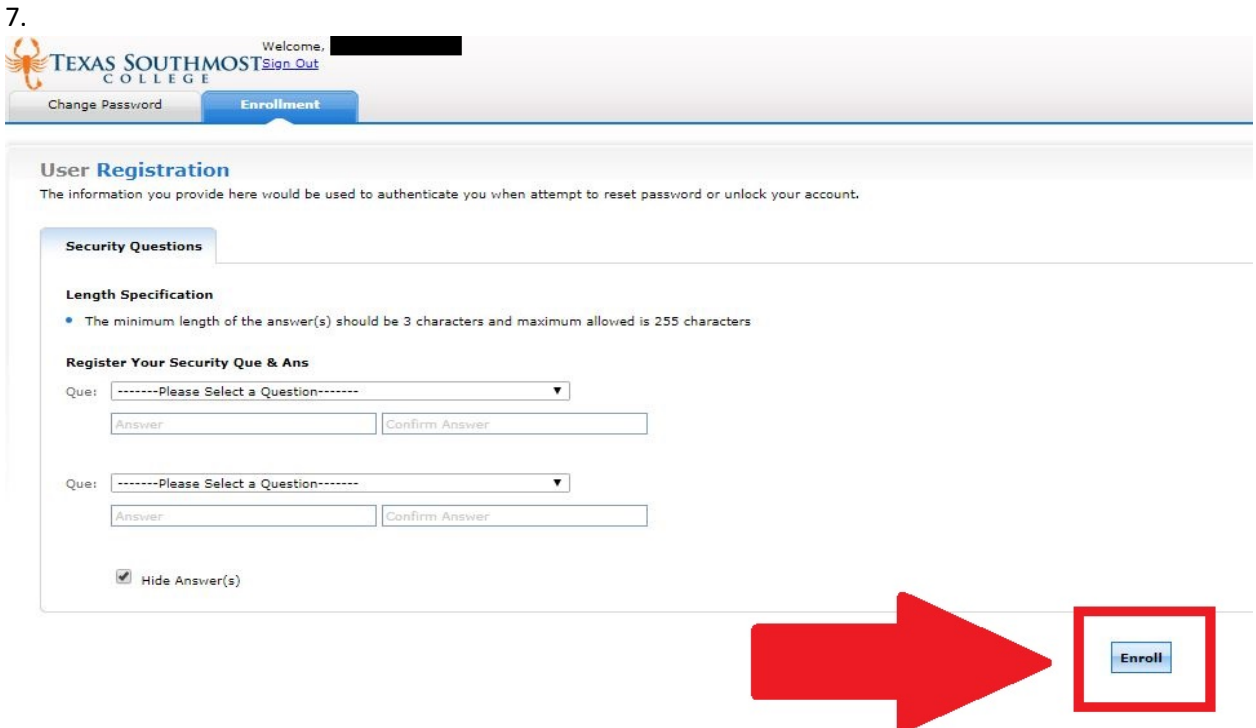 7.
Welcome,
TEXAS SOUTHMOST Sign Out
COLLEGE
Change Password Enrollment
User Registration
The information you provide here would be used to authenticate you when attempt to reset password or unlock your account.
Security Questions
Length Specification
• The minimum length of the answer(s) should be 3 characters and maximum allowed is 255 characters
Register Your Security Que & Ans
Que: -------Please Select a Question-------
Answer Confirm Answer
Que: -------Please Select a Question-------
Answer Confirm Answer
Hide Answer(s)
Enroll